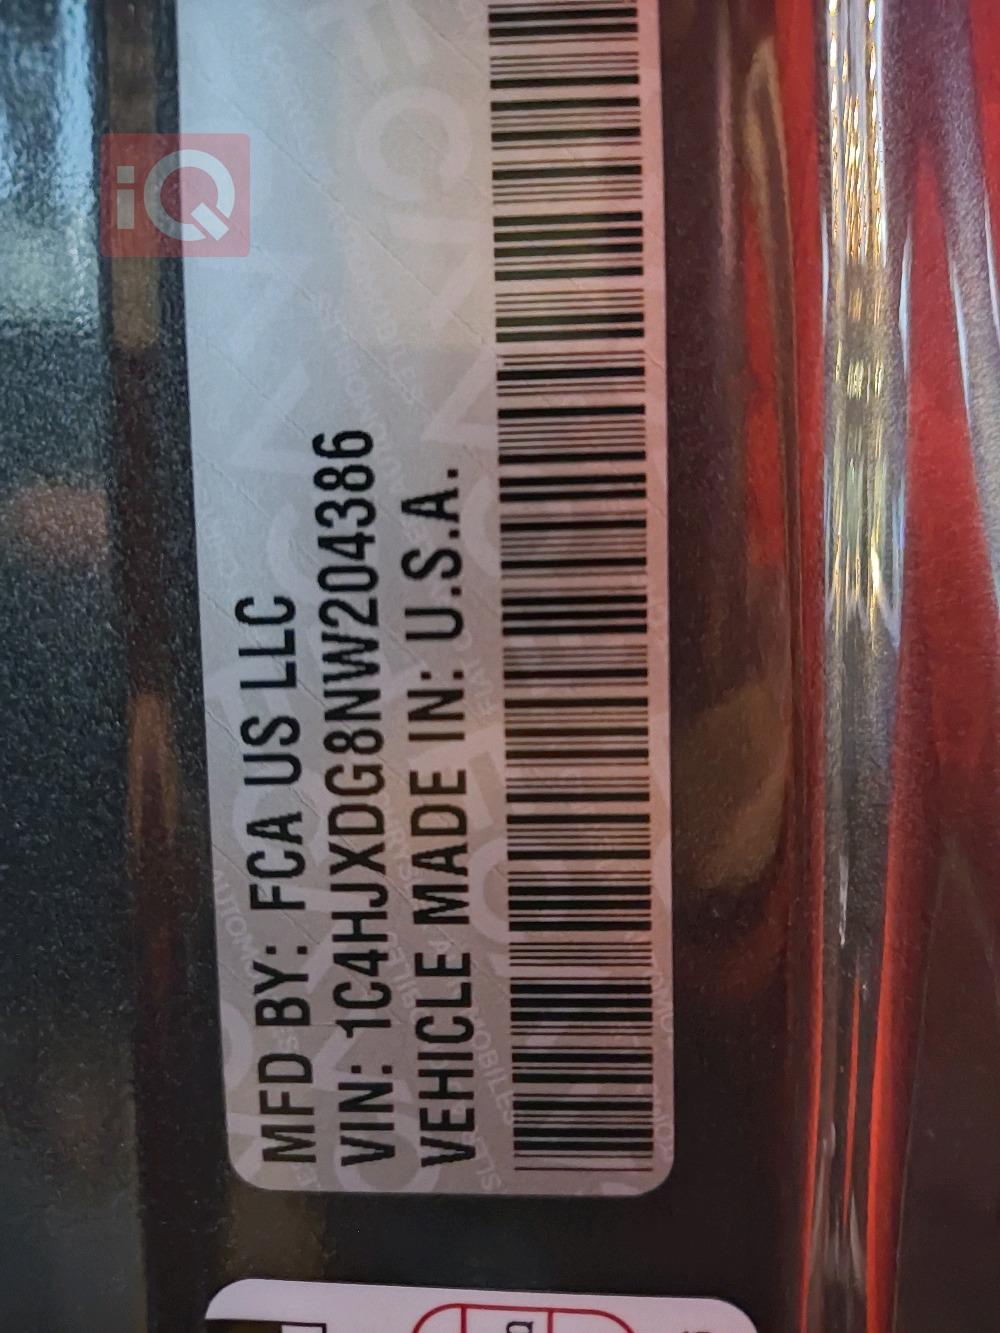 MFD BY: FCA US LLC
VIN: 1C4HJXDG8NW204386
VEHICLE MADE IN: U.S.A.
iQ